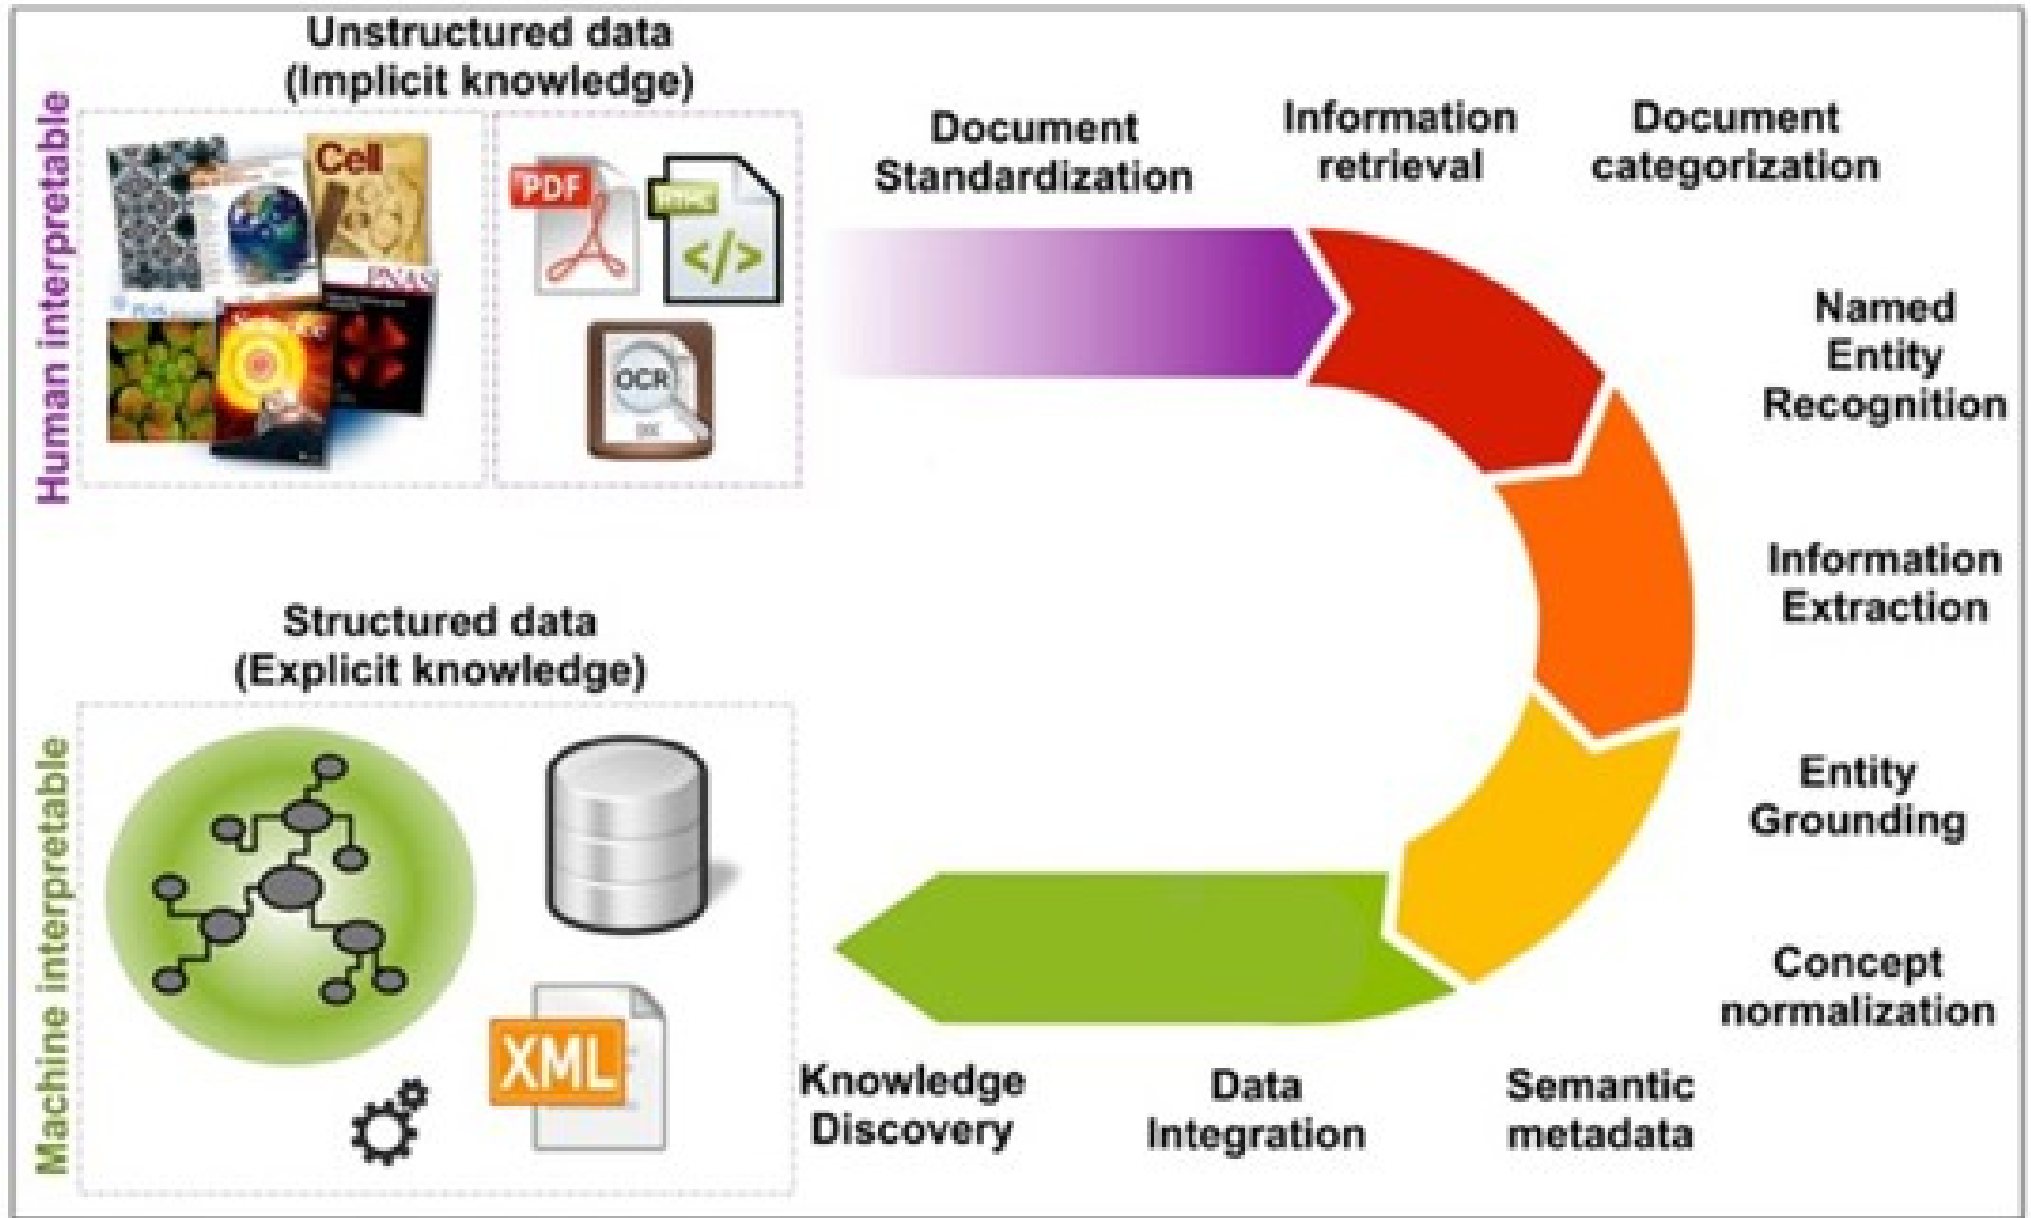 Unstructured data
(Implicit knowledge)
Human interpretable
Cell
PNAS
PDF
HTML
</>
OCR
Document
Standardization
Information
retrieval
Document
categorization
Named
Entity
Recognition
Information
Extraction
Entity
Grounding
Concept
normalization
Semantic
metadata
Data
Integration
Knowledge
Discovery
Structured data
(Explicit knowledge)
Machine interpretable
XML